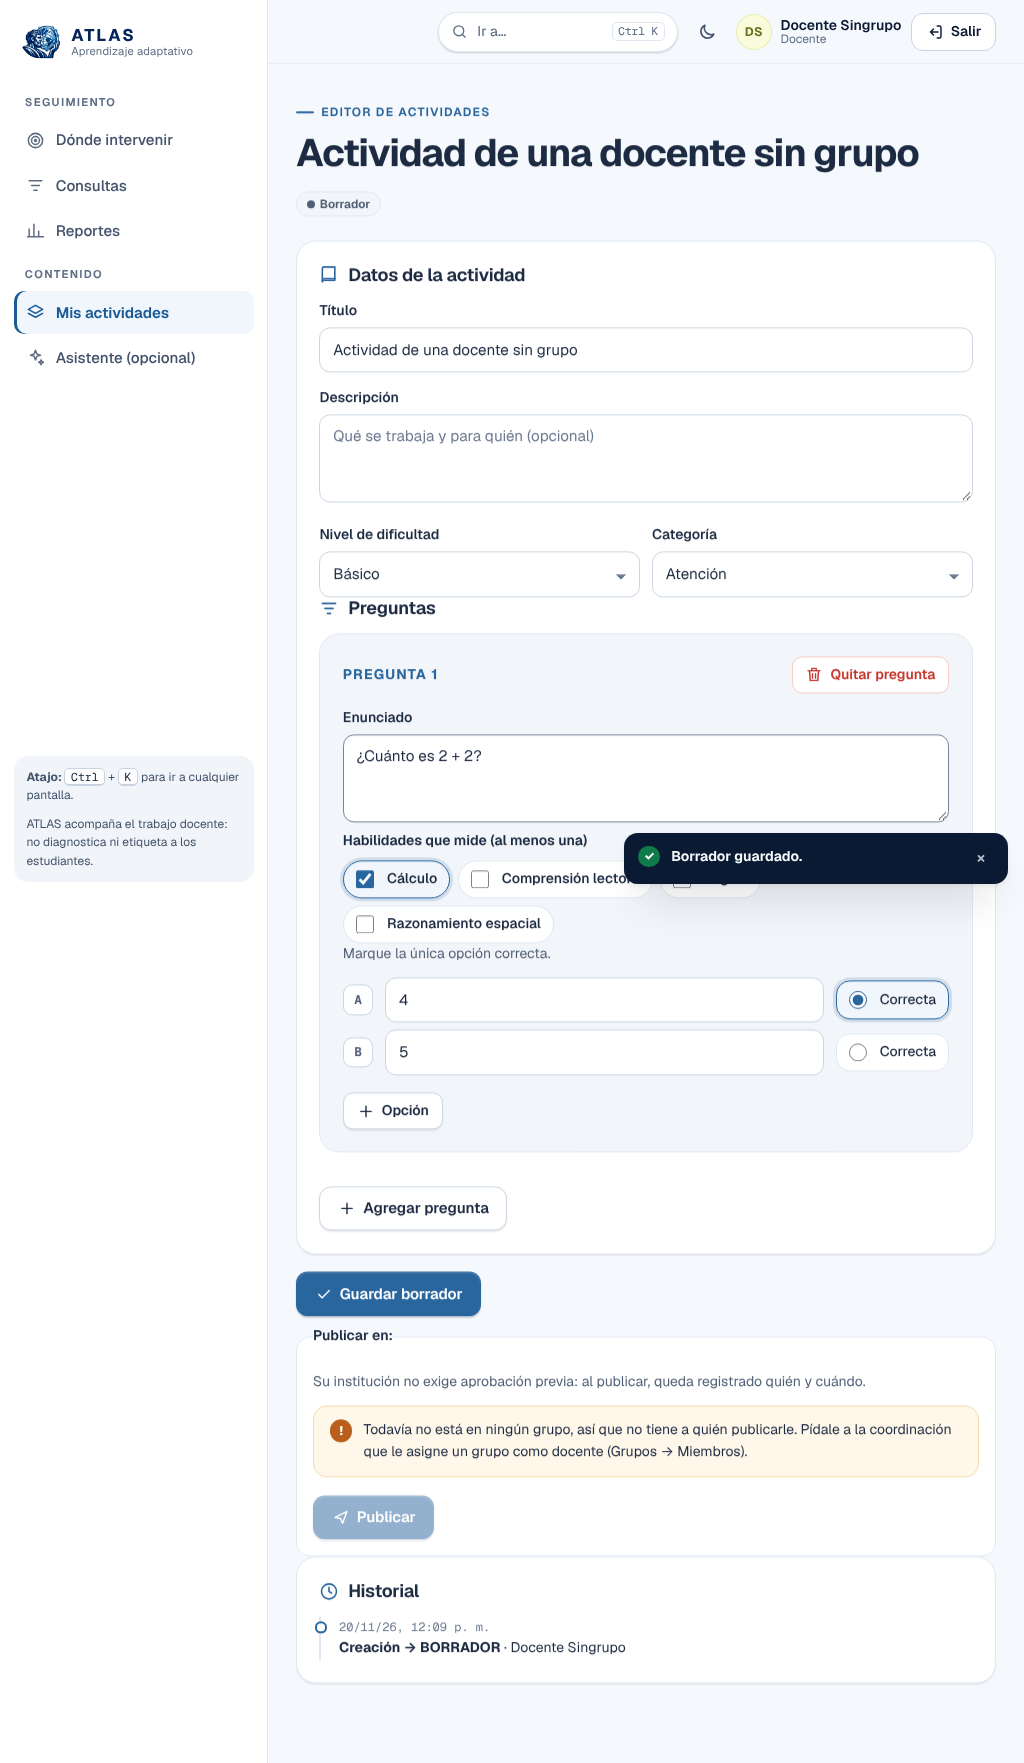 ATLAS
Aprendizaje adaptativo
SEGUIMIENTO
Dónde intervenir
Consultas
Reportes
CONTENIDO
Mis actividades
Asistente (opcional)
Atajo: Ctrl + K para ir a cualquier
pantalla.
ATLAS acompaña el trabajo docente:
no diagnostica ni etiqueta a los
estudiantes.
Ir a...
Ctrl K
DS
Docente Singrupo
Docente
Salir
EDITOR DE ACTIVIDADES
Actividad de una docente sin grupo
Borrador
Datos de la actividad
Título
Actividad de una docente sin grupo
Descripción
Qué se trabaja y para quién (opcional)
Nivel de dificultad
Categoría
Básico
Atención
Preguntas
PREGUNTA 1
Quitar pregunta
Enunciado
¿Cuánto es 2 + 2?
Habilidades que mide (al menos una)
Borrador guardado.
×
Cálculo
Comprensión
Razonamiento espacial
Marque la única opción correcta.
A
4
Correcta
B
5
Correcta
+ Opción
+ Agregar pregunta
Guardar borrador
Publicar en:
Su institución no exige aprobación previa: al publicar, queda registrado quién y cuándo.
! Todavía no está en ningún grupo, así que no tiene a quién publicarle. Pídale a la coordinación
que le asigne un grupo como docente (Grupos → Miembros).
Publicar
Historial
20/11/26, 12:09 p. m.
Creación → BORRADOR · Docente Singrupo